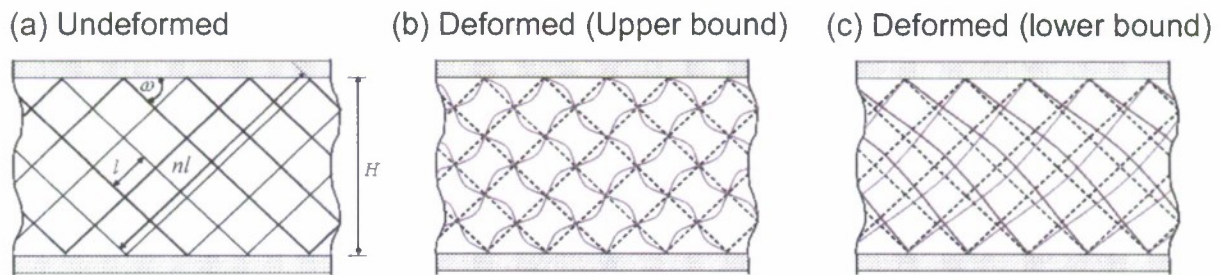 (a) Undeformed
(b) Deformed (Upper bound)
(c) Deformed (lower bound)
ω
l
nl
H